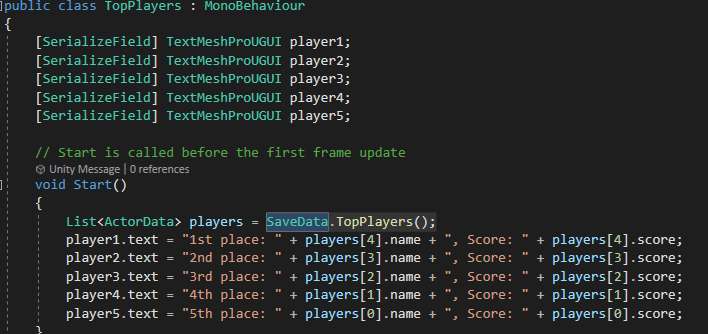 public class TopPlayers : MonoBehaviour
{
[SerializeField] TextMeshProUGUI player1;
[SerializeField] TextMeshProUGUI player2;
[SerializeField] TextMeshProUGUI player3;
[SerializeField] TextMeshProUGUI player4;
[SerializeField] TextMeshProUGUI player5;
// Start is called before the first frame update
Unity Message | 0 references
void Start()
{
List<ActorData> players = SaveData.TopPlayers();
player1.text = "1st place: " + players[4].name + ", Score: " + players[4].score;
player2.text = "2nd place: " + players[3].name + ", Score: " + players[3].score;
player3.text = "3rd place: " + players[2].name + ", Score: " + players[2].score;
player4.text = "4th place: " + players[1].name + ", Score: " + players[1].score;
player5.text = "5th place: " + players[0].name + ", Score: " + players[0].score;
}